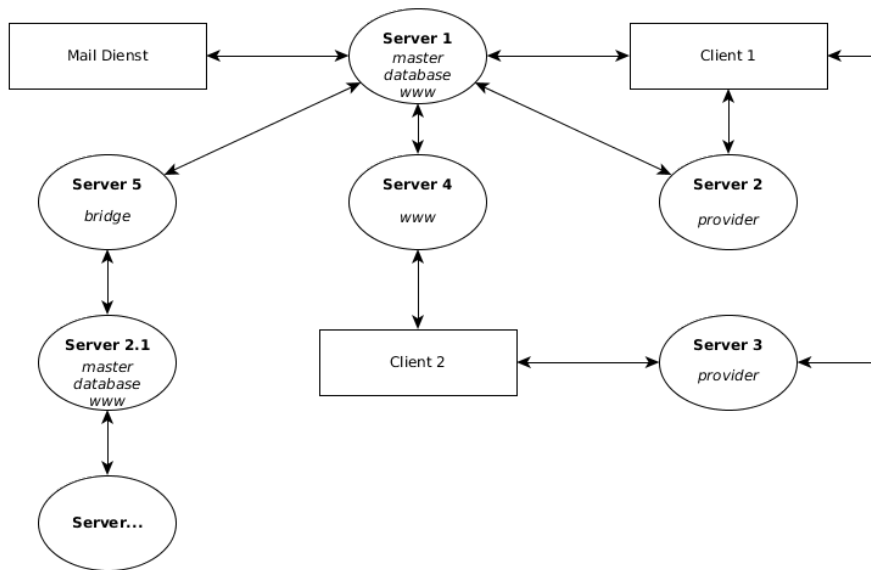 Mail Dienst
Server 1
master
database
www
Client 1
Server 5
bridge
Server 4
www
Server 2
provider
Server 2.1
master
database
www
Client 2
Server 3
provider
Server...